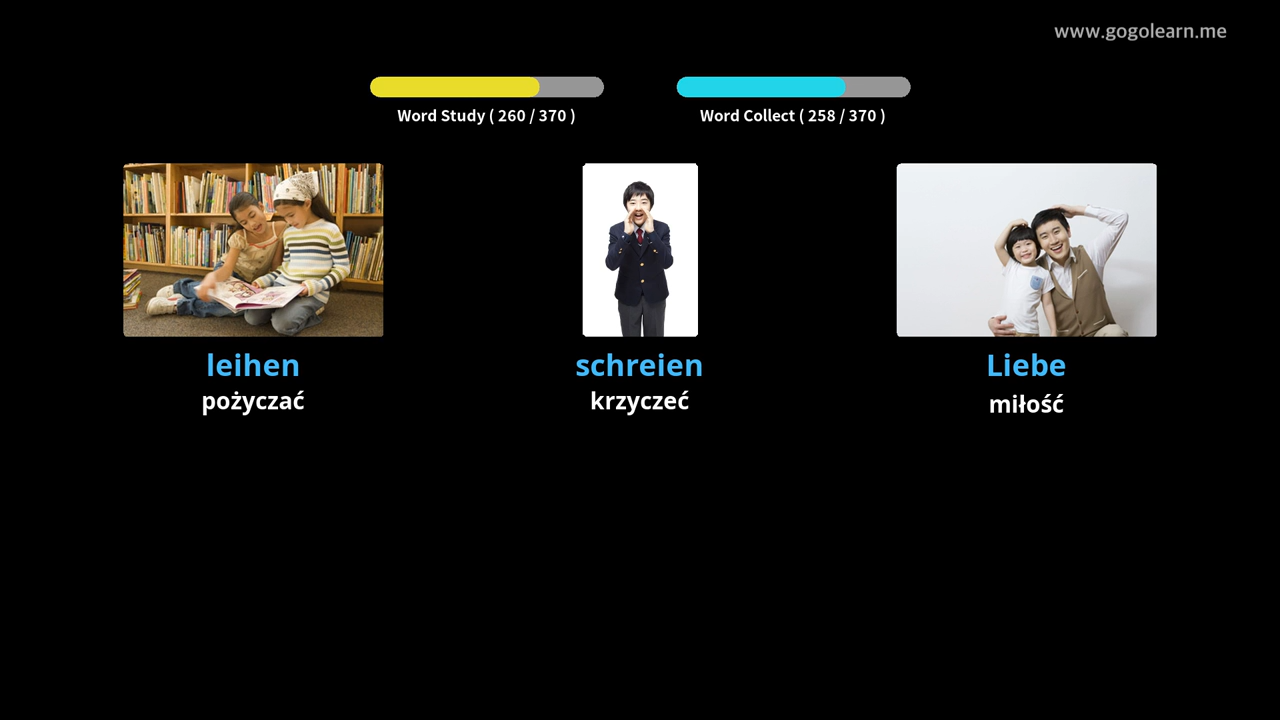 www.gogolearn.me
Word Study ( 260 / 370 )
Word Collect ( 258 / 370 )
leihen
pożyczać
schreien
krzyczeć
Liebe
miłość